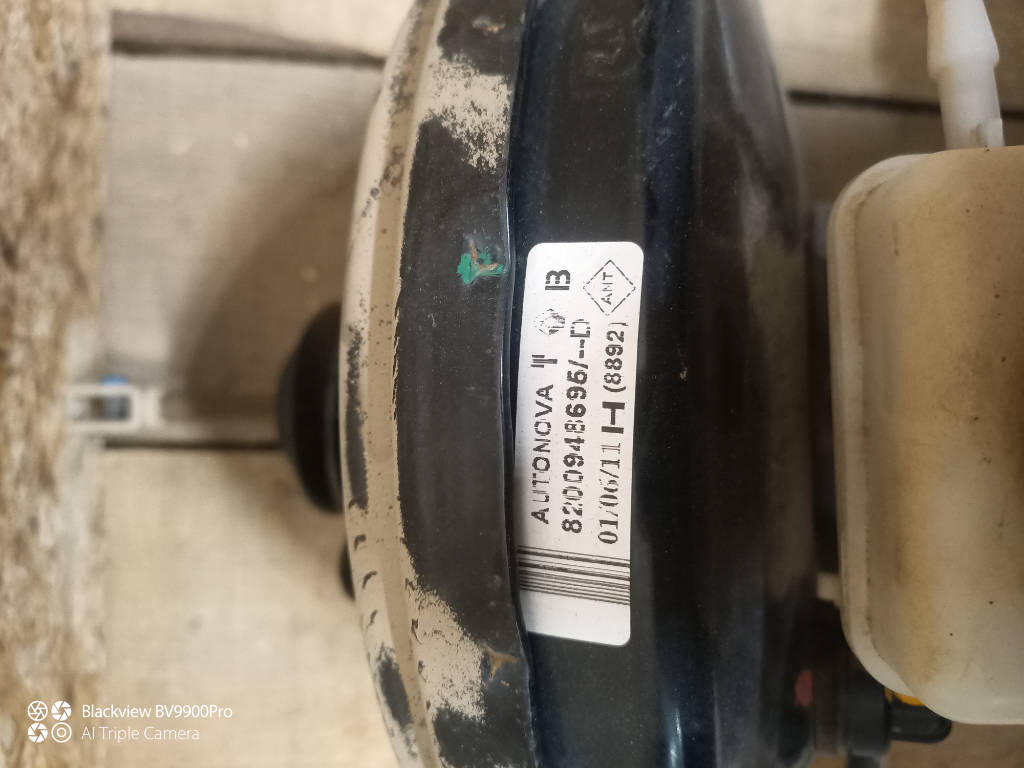 AUTONOVA T B
8200948696/--D
01/06/11 H (8892)
ANT
Blackview BV9900Pro
AI Triple Camera